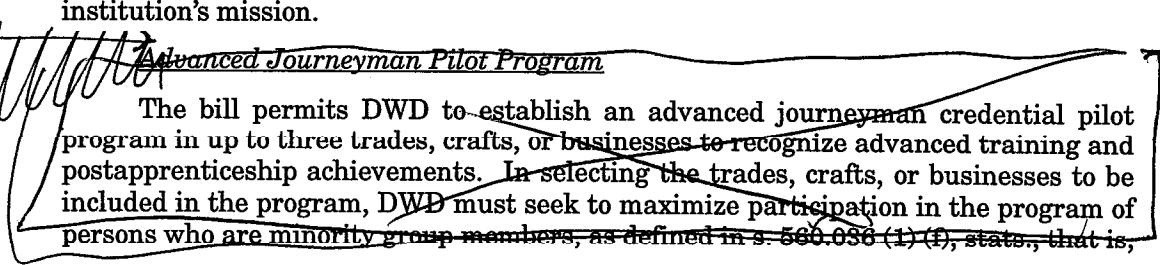 institution's mission.
Advanced Journeyman Pilot Program
The bill permits DWD to establish an advanced journeyman credential pilot
program in up to three trades, crafts, or businesses to recognize advanced training and
postapprenticeship achievements. In selecting the trades, crafts, or businesses to be
included in the program, DWD must seek to maximize participation in the program of
persons who are minority group members, as defined in s. 560.036 (1) (f), stats., that is,